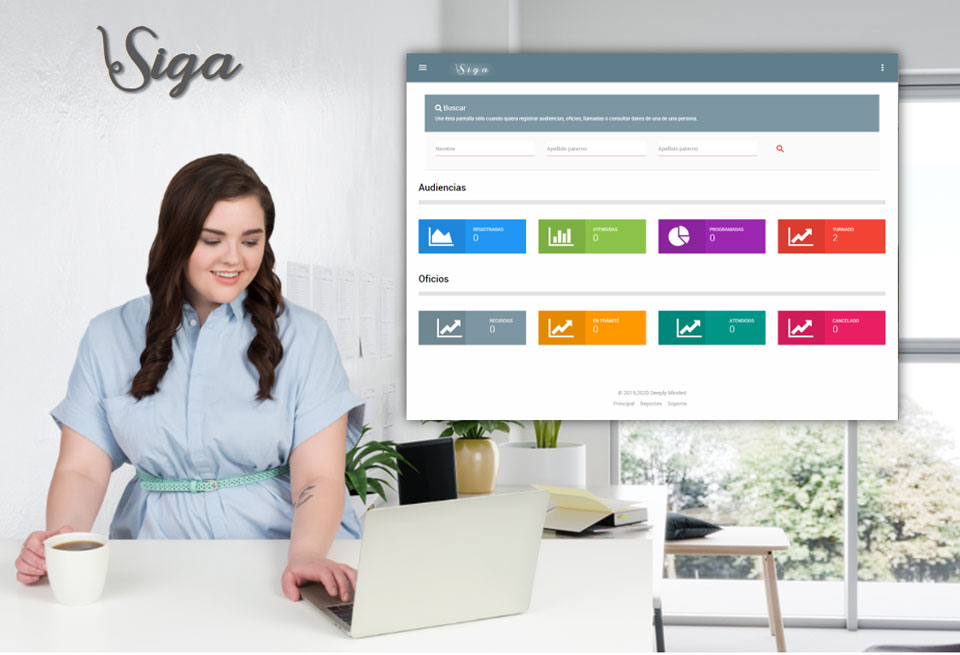 Siga
Siga
Buscar
Use ésta pantalla sólo cuando quiera registrar audiencias, oficios, llamadas o consultar datos de una de una persona.
Nombre
Apellido paterno
Apellido paterno
Audiencias
REGISTRADAS
0
ATENDIDAS
0
PROGRAMADAS
0
TURNADO
2
Oficios
RECIBIDOS
0
EN TRÁMITE
0
ATENDIDOS
0
CANCELADO
0
© 2019,2020 Deeply Minded
Principal Reportes Soporte